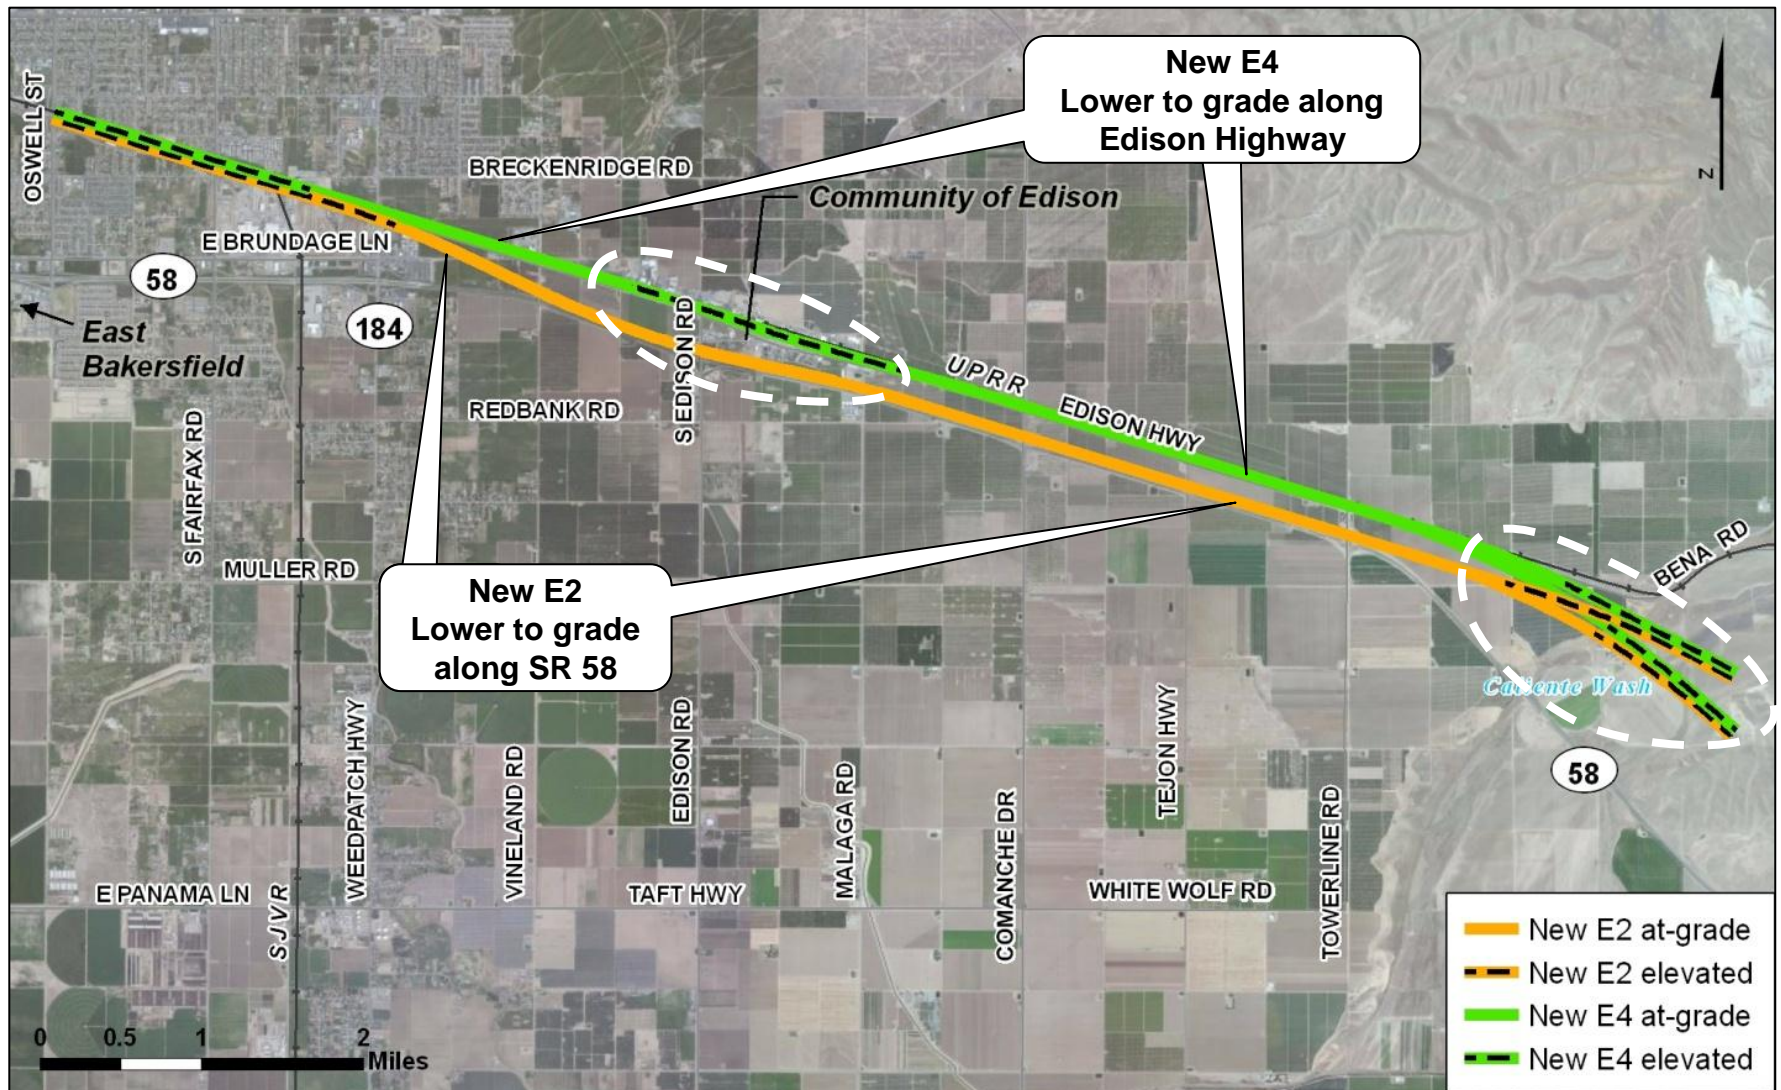 New E4
Lower to grade along
Edison Highway
OSWELL ST
BRECKENRIDGE RD
Community of Edison
N
E BRUNDAGE LN
58
184
East
Bakersfield
S EDISON RD
UPRR
EDISON HWY
REDBANK RD
S FAIRFAX RD
MULLER RD
BENA RD
New E2
Lower to grade
along SR 58
Caliente Wash
58
WEEDPATCH HWY
VINELAND RD
EDISON RD
MALAGA RD
COMANCHE DR
TEJON HWY
TOWERLINE RD
E PANAMA LN
SJVR
TAFT HWY
WHITE WOLF RD
New E2 at-grade
New E2 elevated
New E4 at-grade
New E4 elevated
0 0.5 1 2
Miles